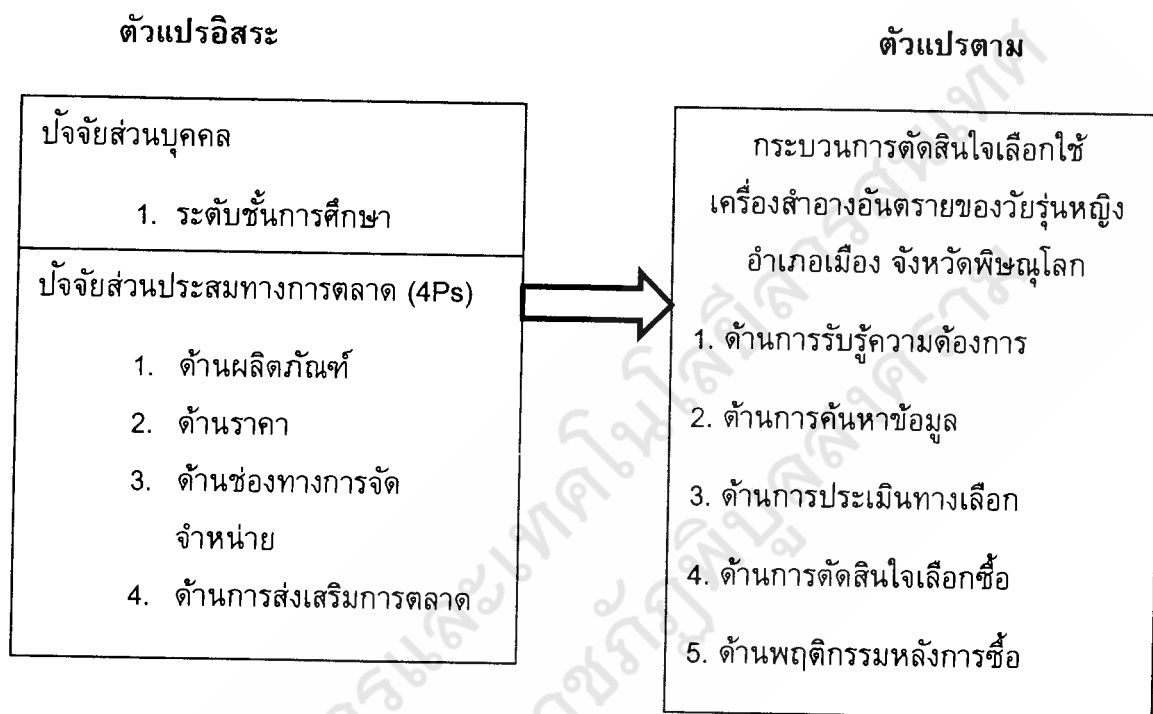 ตัวแปรอิสระ
ปัจจัยส่วนบุคคล
1. ระดับชั้นการศึกษา
ปัจจัยส่วนประสมทางการตลาด (4Ps)
1. ด้านผลิตภัณฑ์
2. ด้านราคา
3. ด้านช่องทางการจัด
จำหน่าย
4. ด้านการส่งเสริมการตลาด
ตัวแปรตาม
กระบวนการตัดสินใจเลือกใช้
เครื่องสำอางอันตรายของวัยรุ่นหญิง
อำเภอเมือง จังหวัดพิษณุโลก
1. ด้านการรับรู้ความต้องการ
2. ด้านการค้นหาข้อมูล
3. ด้านการประเมินทางเลือก
4. ด้านการตัดสินใจเลือกซื้อ
5. ด้านพฤติกรรมหลังการซื้อ